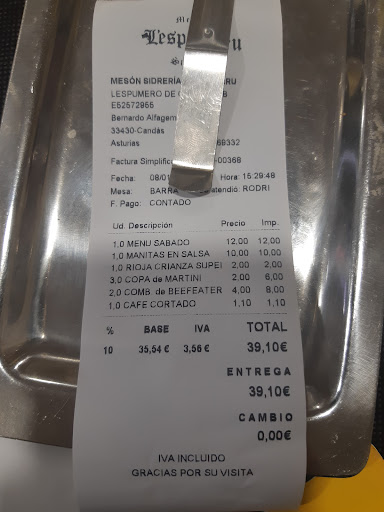 MESÓN SIDRERÍA
LESPUMERO DE
E52572955
Bernardo Alfagem
33430-Candás
Asturias 68332
Factura Simplific -00368
Fecha: 08/0 Hora: 15:29:48
Mesa: BARRA atendió: RODRI
F. Pago: CONTADO
Ud. Descripción Precio Imp.
1,0 MENU SABADO 12,00 12,00
1,0 MANITAS EN SALSA 10,00 10,00
1,0 RIOJA CRIANZA SUPEI 2,00 2,00
3,0 COPA de MARTINI 2,00 6,00
2,0 COMB. de BEEFEATER 4,00 8,00
1,0 CAFE CORTADO 1,10 1,10
% BASE IVA TOTAL
10 35,54 € 3,56 € 39,10€
ENTREGA
39,10€
CAMBIO
0,00€
IVA INCLUIDO
GRACIAS POR SU VISITA